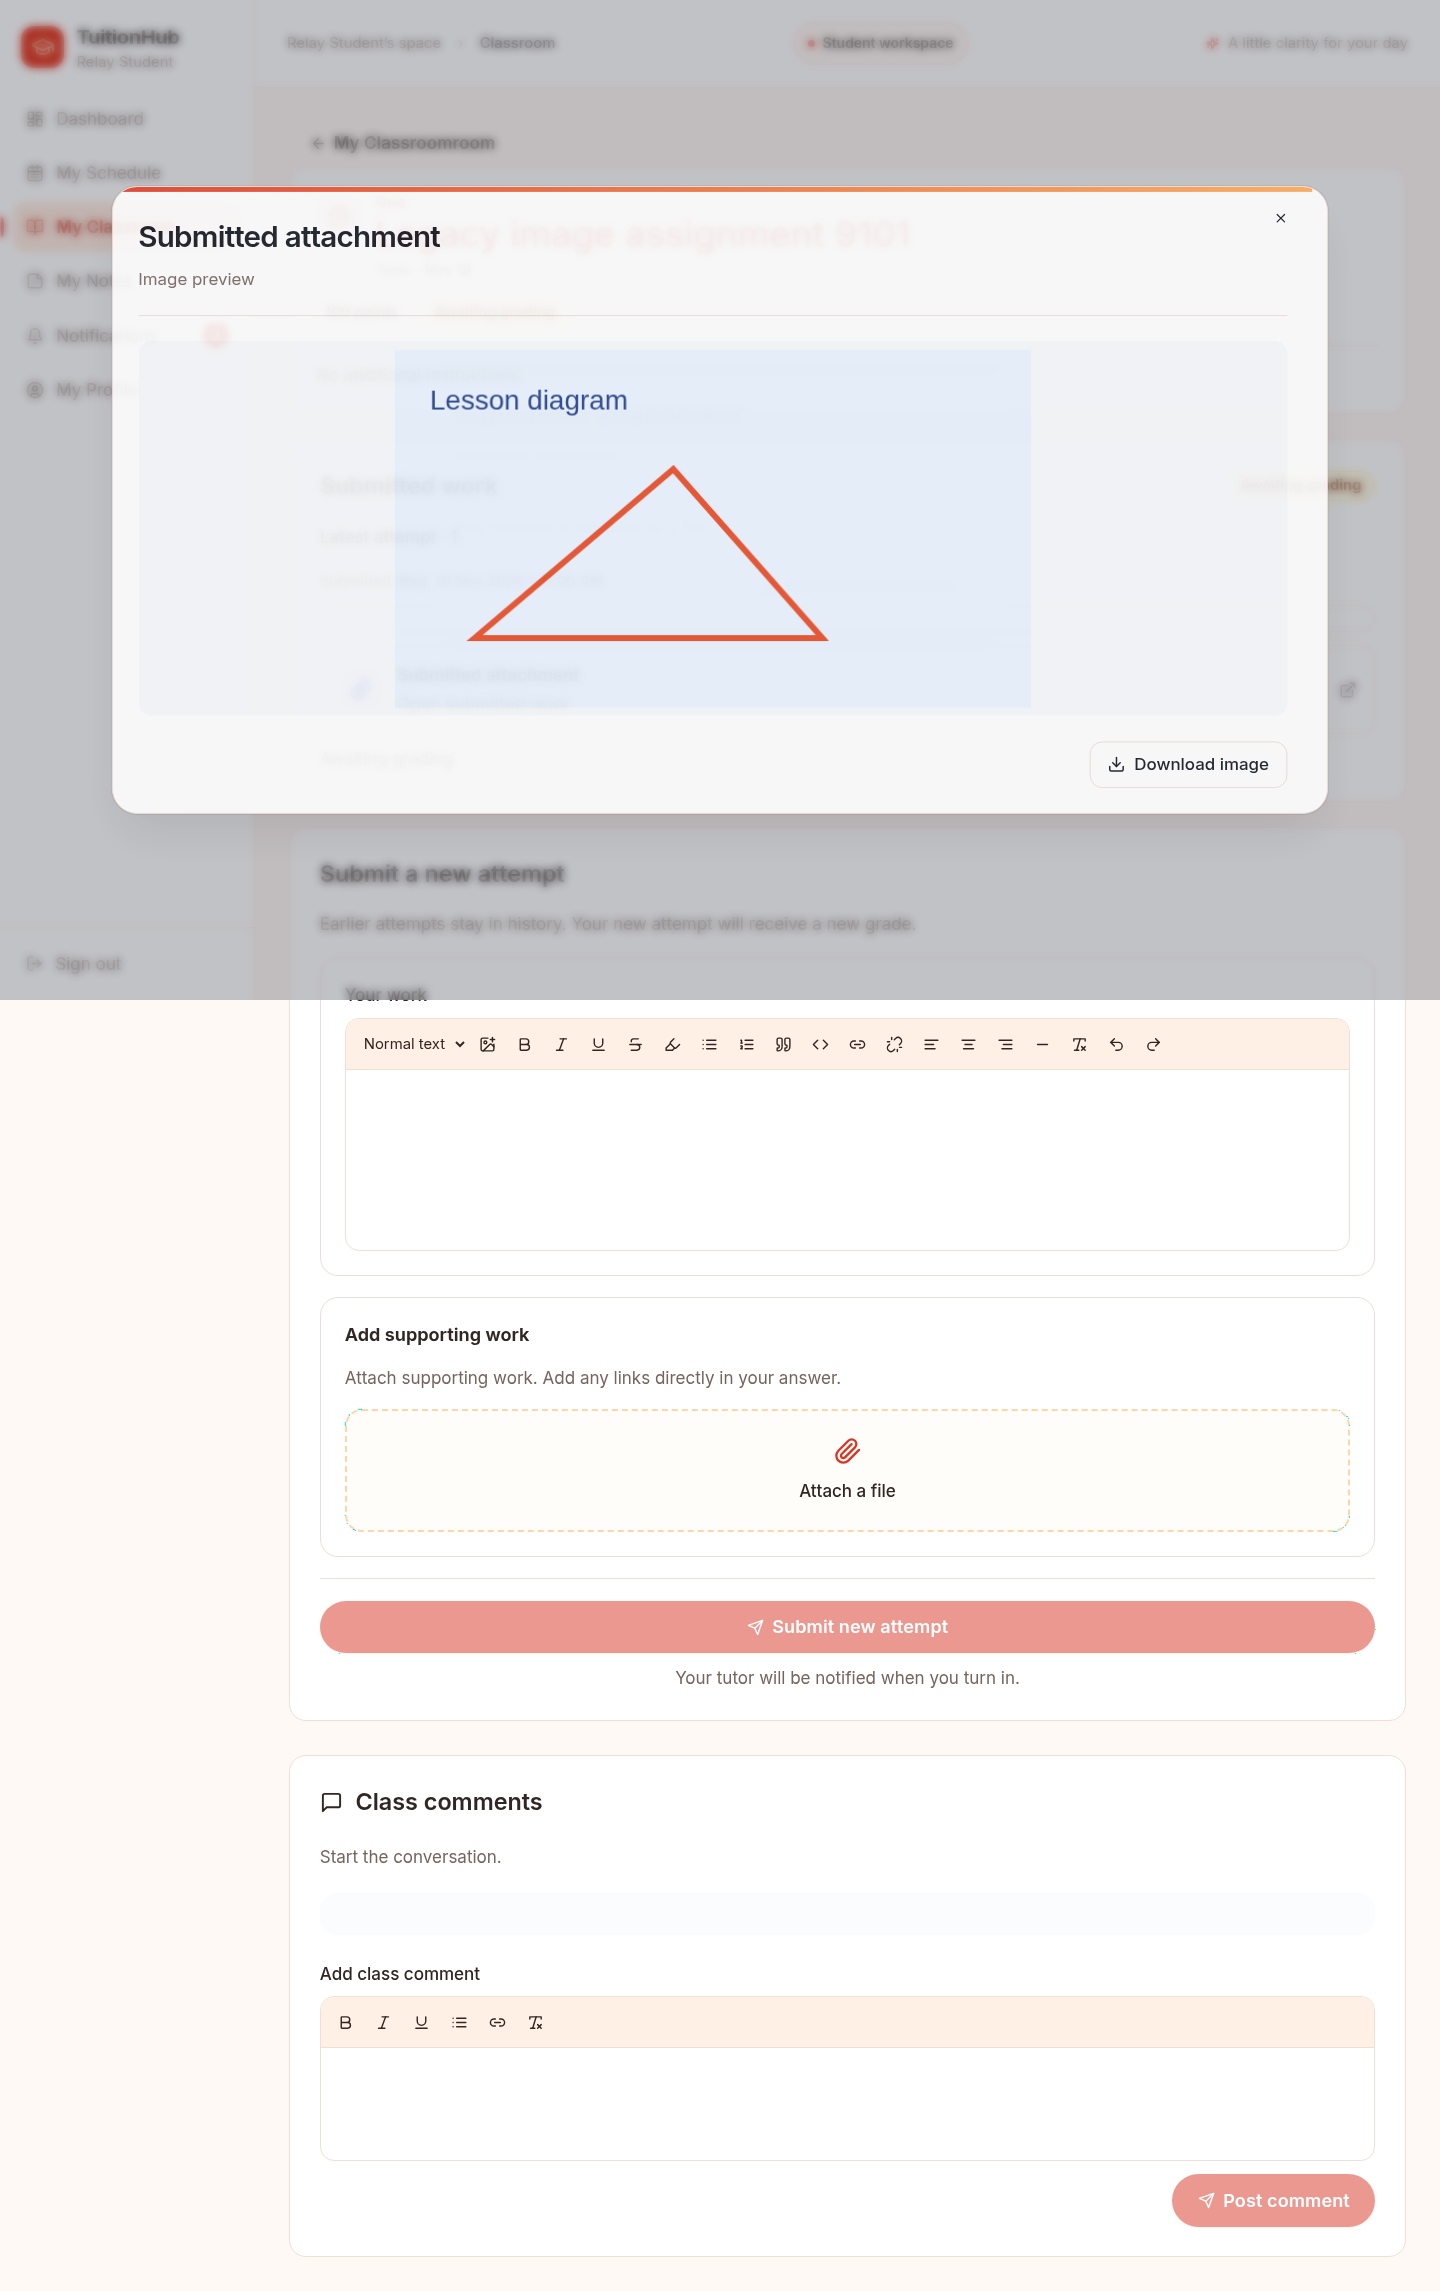 TuitionHub
Relay Student
Relay Student's space > Classroom
Student workspace
A little clarity for your day
Dashboard
My Schedule
Sign out
My Classroomroom
Submitted attachment
Image preview
Lesson diagram
Download image
Submit a new attempt
Earlier attempts stay in history. Your new attempt will receive a new grade.
Your work
Normal text
Add supporting work
Attach supporting work. Add any links directly in your answer.
Attach a file
Submit new attempt
Your tutor will be notified when you turn in.
Class comments
Start the conversation.
Add class comment
Post comment